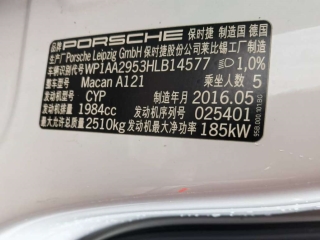 品牌 PORSCHE 保时捷 制造国 德国
生产厂 Porsche Leipzig GmbH 保时捷股份公司莱比锡工厂制造
车辆识别代号 WP1AA2953HLB14577 1,0%
整车型号 Macan A121 乘坐人数 5
发动机型号 CYP 制造年月 2016.05
发动机排量 1984cc 发动机序列号 025401
最大允许总质量 2510kg 发动机最大净功率 185kW
95B.000.101.BQ